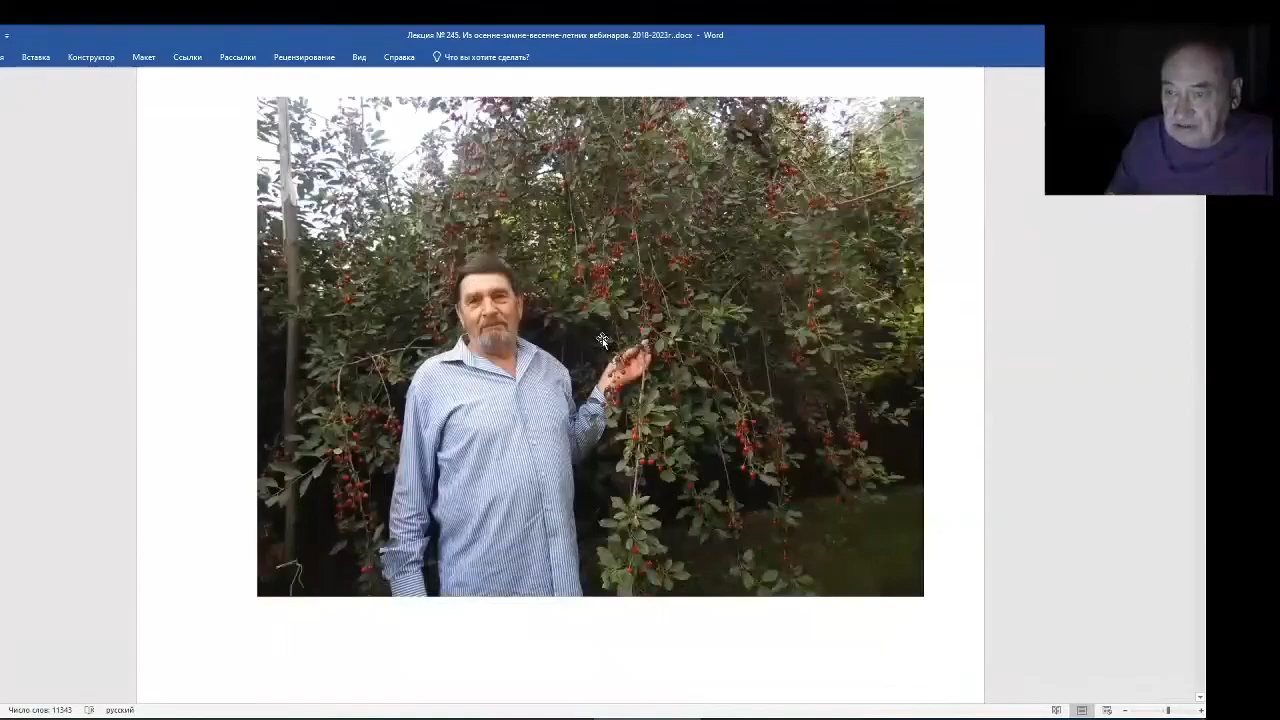 Лекция № 245. Из осенне-зимне-весенне-летних вебинаров. 2018-2023г..docx - Word
Вставка Конструктор Макет Ссылки Рассылки Рецензирование Вид Справка Что вы хотите сделать?
Число слов: 11343 русский